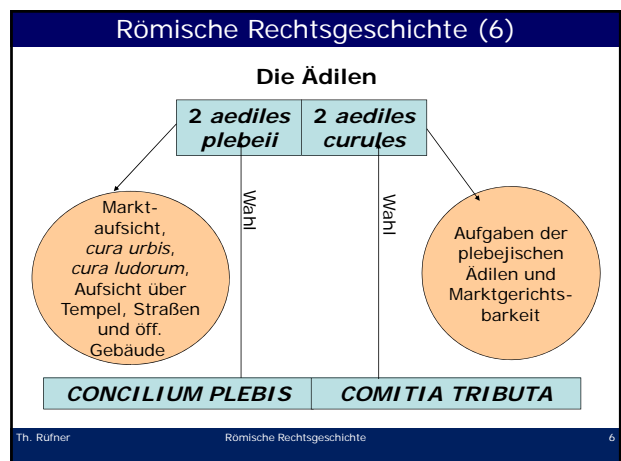 Römische Rechtsgeschichte (6)
Die Ädilen
2 aediles
plebeii
2 aediles
curules
Markt-
aufsicht,
cura urbis,
cura ludorum,
Aufsicht über
Tempel, Straßen
und öff.
Gebäude
Wahl
Wahl
Aufgaben der
plebejischen
Ädilen und
Marktgerichts-
barkeit
CONCILIUM PLEBIS
COMITIA TRIBUTA
Th. Rüfner
Römische Rechtsgeschichte
6